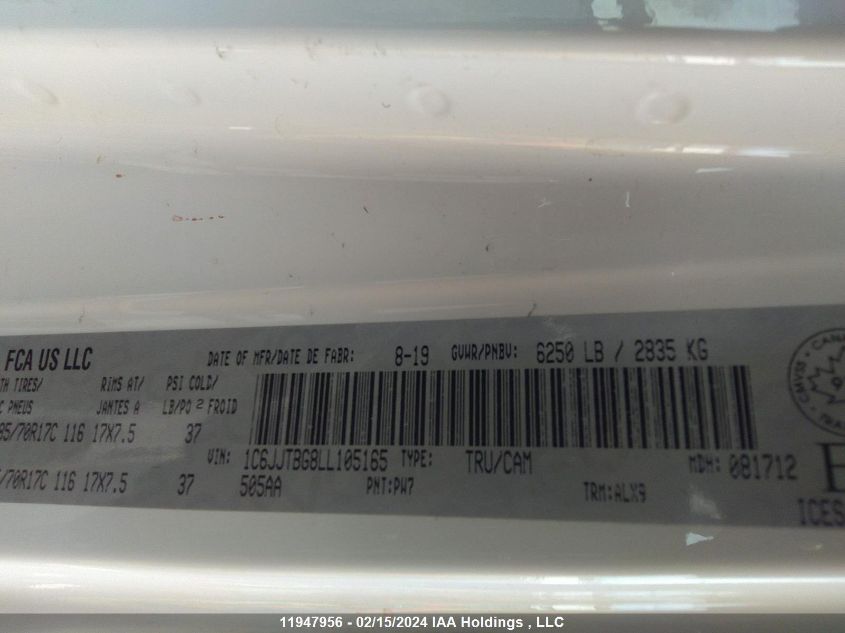 FCA US LLC
DATE OF MFR/DATE DE FABR: 8-19 GVWR/PNBV: 6250 LB / 2835 KG
TH TIRES/ RIMS AT/ PSI COLD/
C PNEUS JANTES A LB/PO 2 FROID
85/70R17C 116 17X7.5 37
VIN: 1C6JJTBG8LL105165 TYPE: TRU/CAM MDH: 081712
/70R17C 116 17X7.5 37 505AA PNT:PW7 TRM:ALX9
ICES
CMVSS
11947956 - 02/15/2024 IAA Holdings , LLC